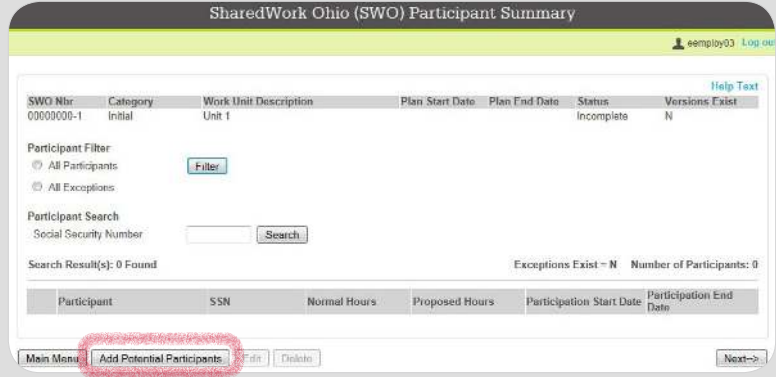 SharedWork Ohio (SWO) Participant Summary
eemploy03 Log ou
Help Text
SWO Nbr Category Work Unit Description Plan Start Date Plan End Date Status Versions Exist
00000000-1 Initial Unit 1 Incomplete N
Participant Filter
All Participants Filter
All Exceptions
Participant Search
Social Security Number Search
Search Result(s): 0 Found Exceptions Exist = N Number of Participants: 0
Participant SSN Normal Hours Proposed Hours Participation Start Date Participation End Date
Main Menu Add Potential Participants Edit Delete Next-->